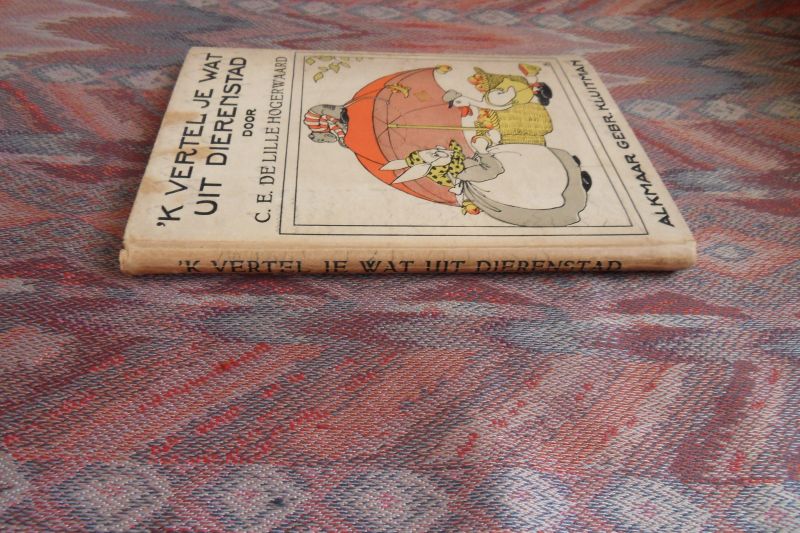 'K VERTEL JE WAT
UIT DIERENSTAD
DOOR
C. E. DE LILLE HOGERWAARD
ALKMAAR GEBR. KLUITMAN
'K VERTEL JE WAT UIT DIERENSTAD